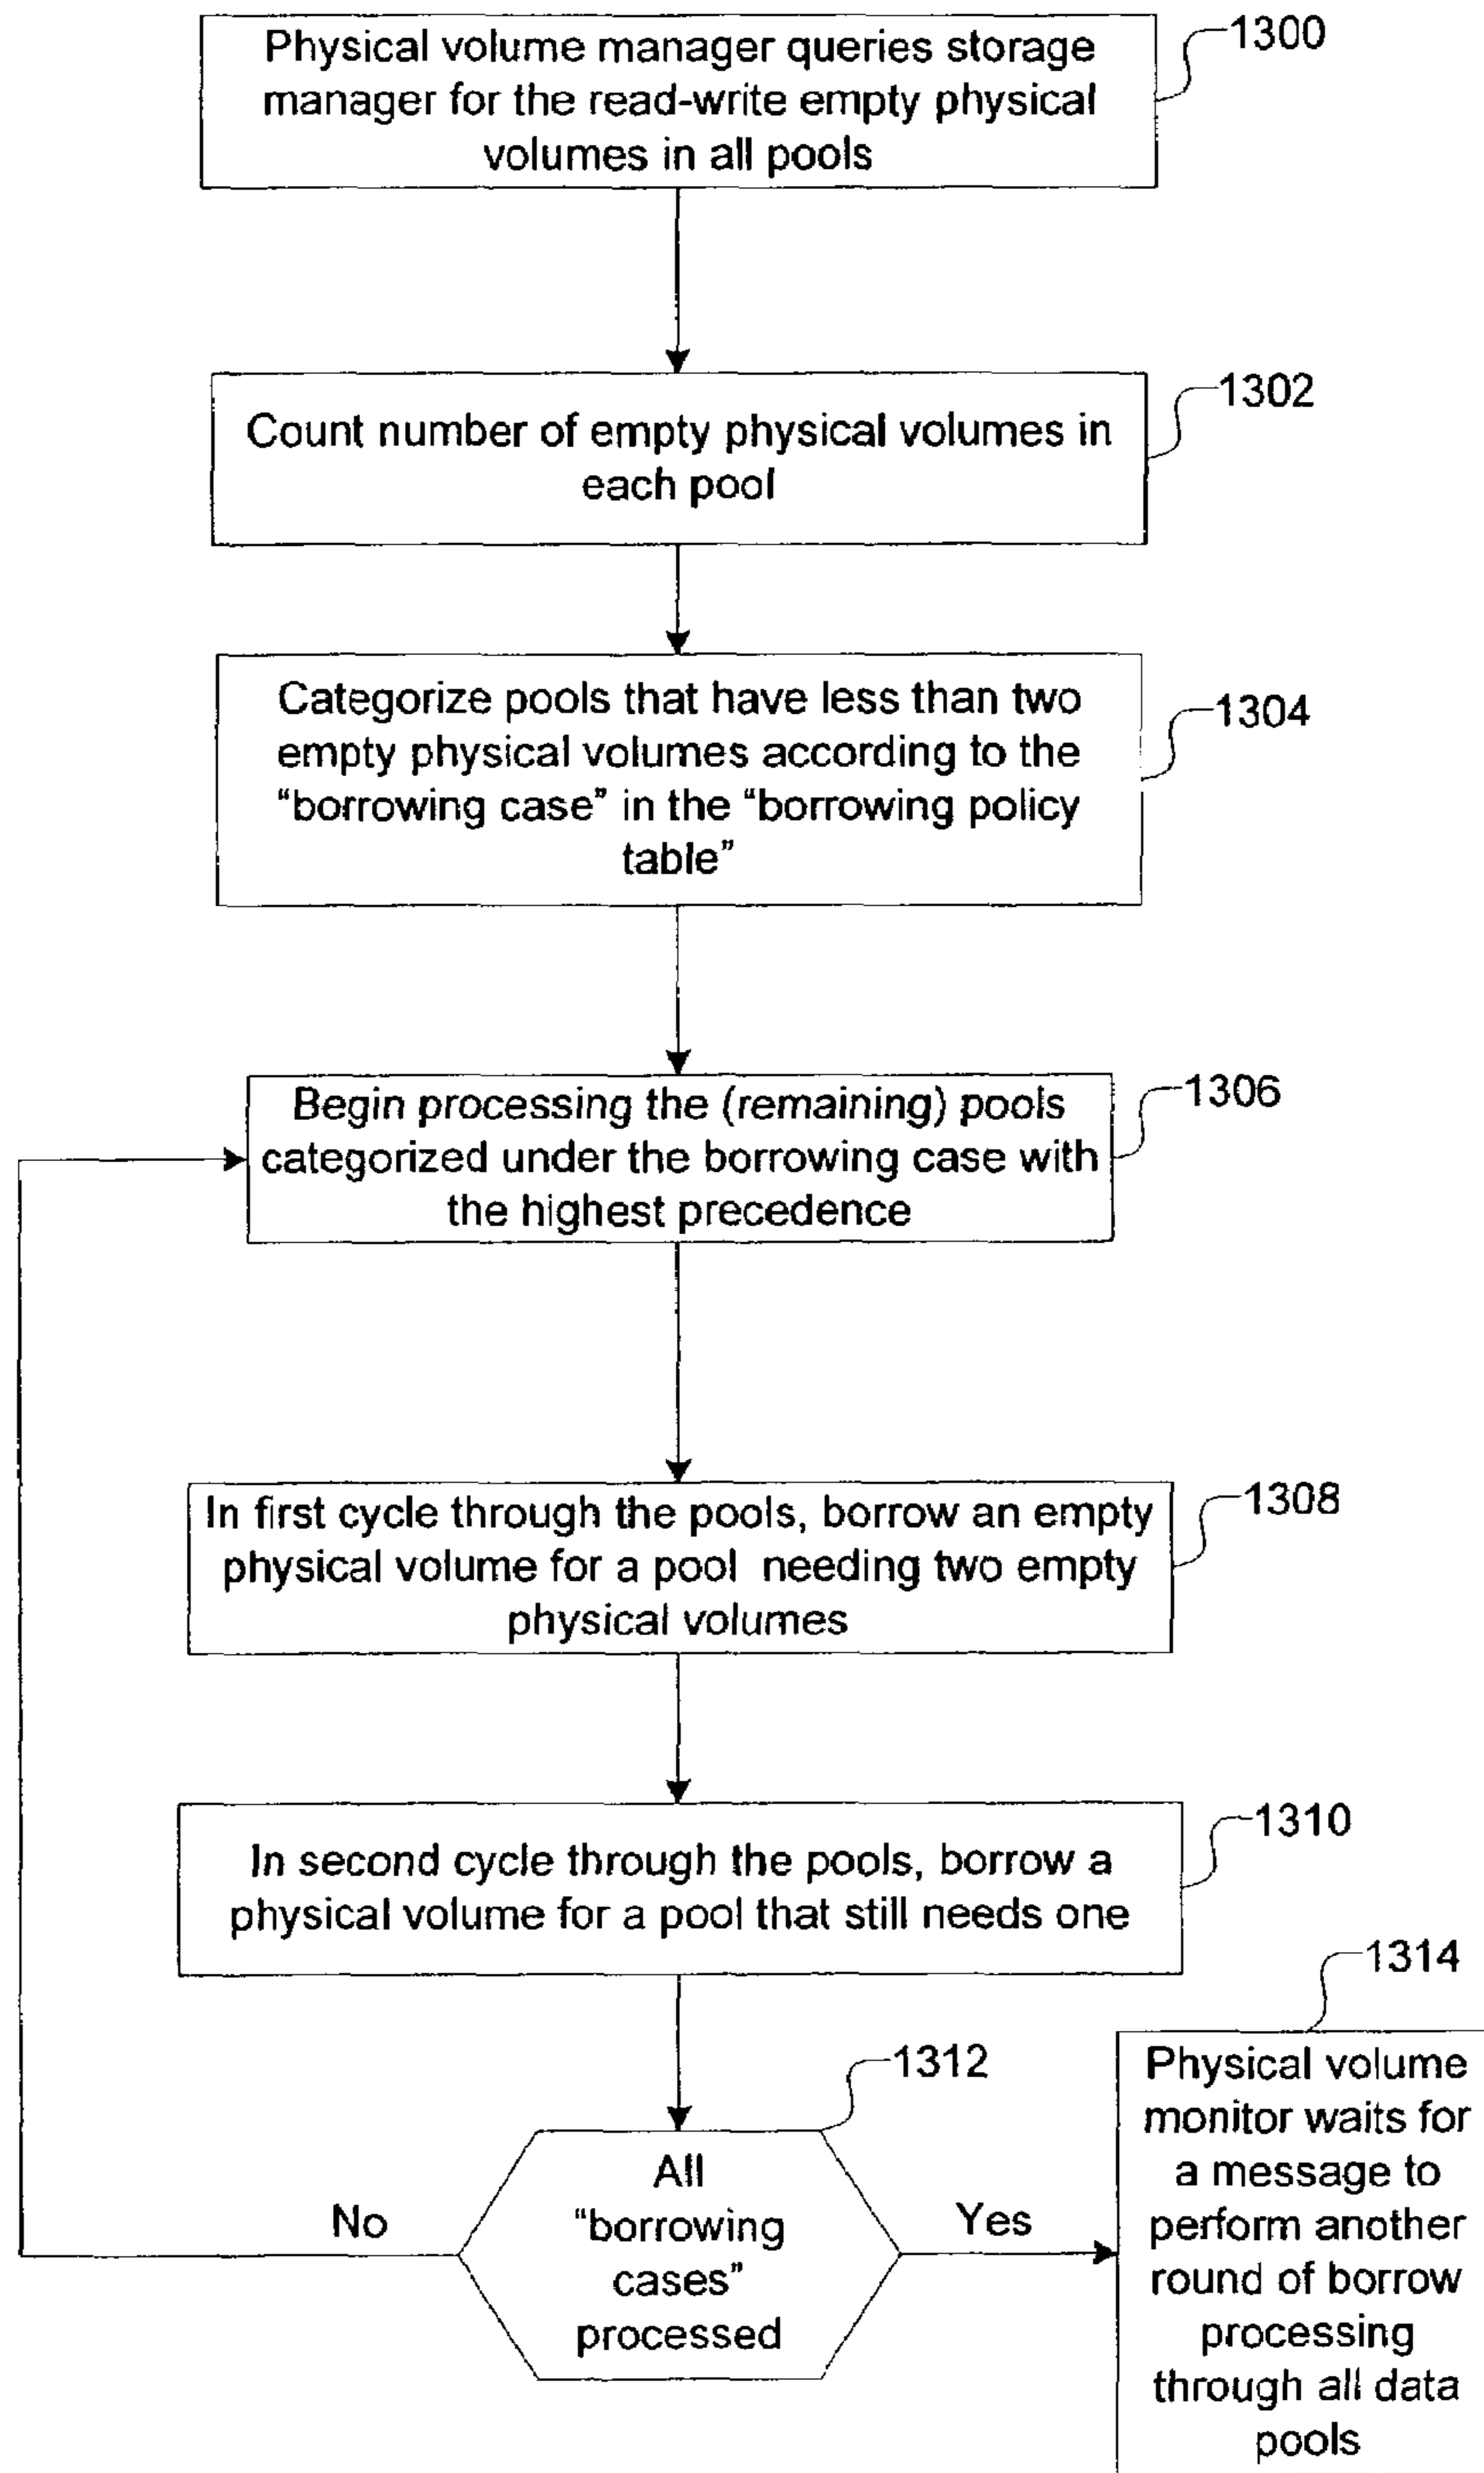 Physical volume manager queries storage
manager for the read-write empty physical
volumes in all pools
1300
Count number of empty physical volumes in
each pool
1302
Categorize pools that have less than two
empty physical volumes according to the
“borrowing case” in the “borrowing policy
table”
1304
Begin processing the (remaining) pools
categorized under the borrowing case with
the highest precedence
1306
In first cycle through the pools, borrow an empty
physical volume for a pool needing two empty
physical volumes
1308
In second cycle through the pools, borrow a
physical volume for a pool that still needs one
1310
All
“borrowing
cases”
processed
1312
No
Yes
1314
Physical volume
monitor waits for
a message to
perform another
round of borrow
processing
through all data
pools